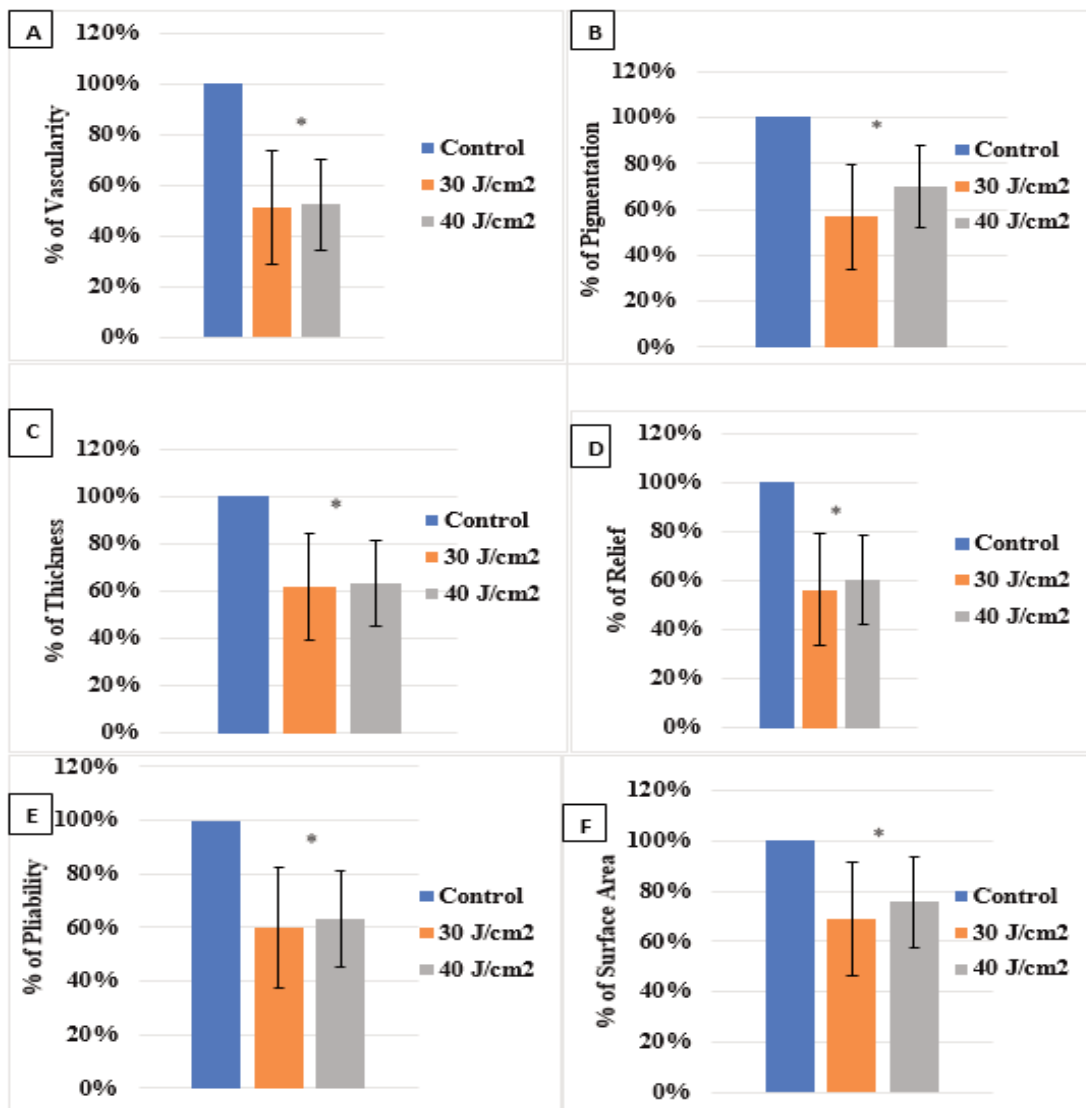 A
% of Vascularity
120%
100%
80%
60%
40%
20%
0%
*
Control
30 J/cm2
40 J/cm2
B
% of Pigmentation
120%
100%
80%
60%
40%
20%
0%
*
Control
30 J/cm2
40 J/cm2
C
% of Thickness
120%
100%
80%
60%
40%
20%
0%
*
Control
30 J/cm2
40 J/cm2
D
% of Relief
120%
100%
80%
60%
40%
20%
0%
*
Control
30 J/cm2
40 J/cm2
E
% of Pliability
120%
100%
80%
60%
40%
20%
0%
*
Control
30 J/cm2
40 J/cm2
F
% of Surface Area
120%
100%
80%
60%
40%
20%
0%
*
Control
30 J/cm2
40 J/cm2